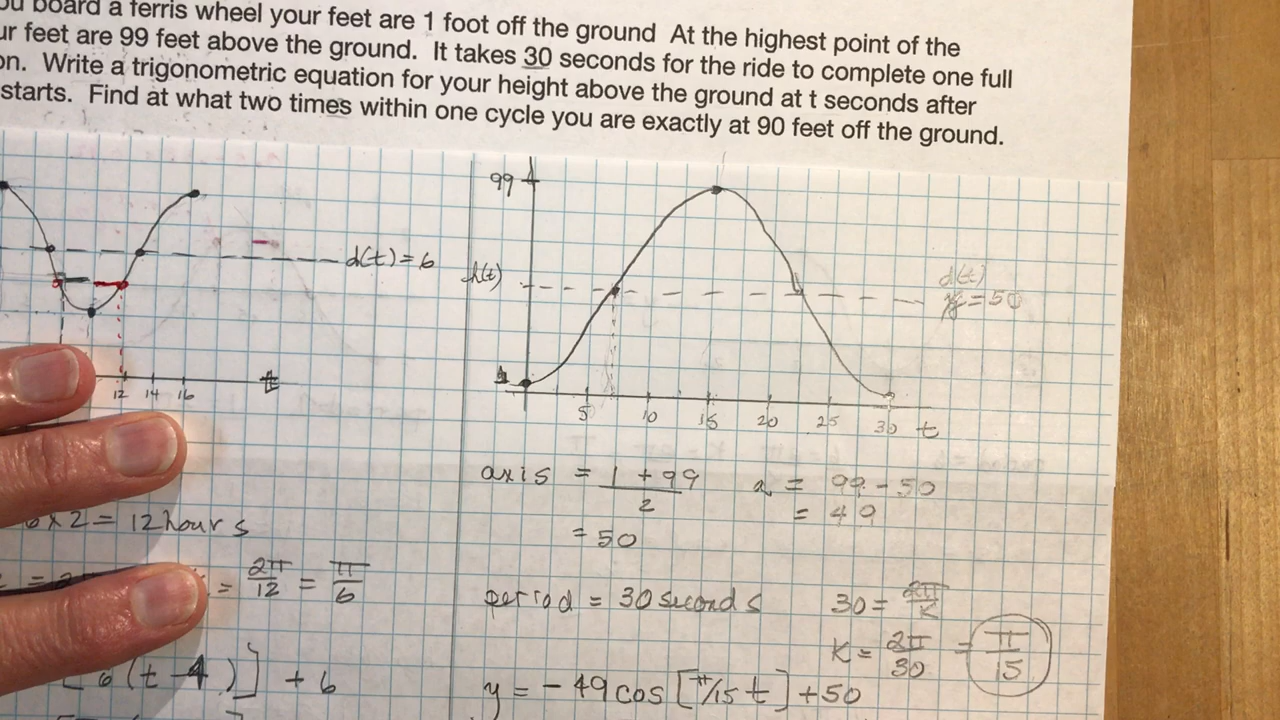 board a ferris wheel your feet are 1 foot off the ground At the highest point of the
feet are 99 feet above the ground. It takes 30 seconds for the ride to complete one full
Write a trigonometric equation for your height above the ground at t seconds after
starts. Find at what two times within one cycle you are exactly at 90 feet off the ground.
d(t) = 6
12 14 16 t
x 2 = 12 hours
= 2π/12 = π/6
(t - 4)] + 6
99
h(t)
d(t)
y = 50
1
5 10 15 20 25 30 t
axis = 1 + 99 / 2
= 50
a = 99 - 50
= 49
period = 30 seconds
30 = 2π/K
K = 2π/30 = π/15
y = -49 cos [π/15 t] + 50